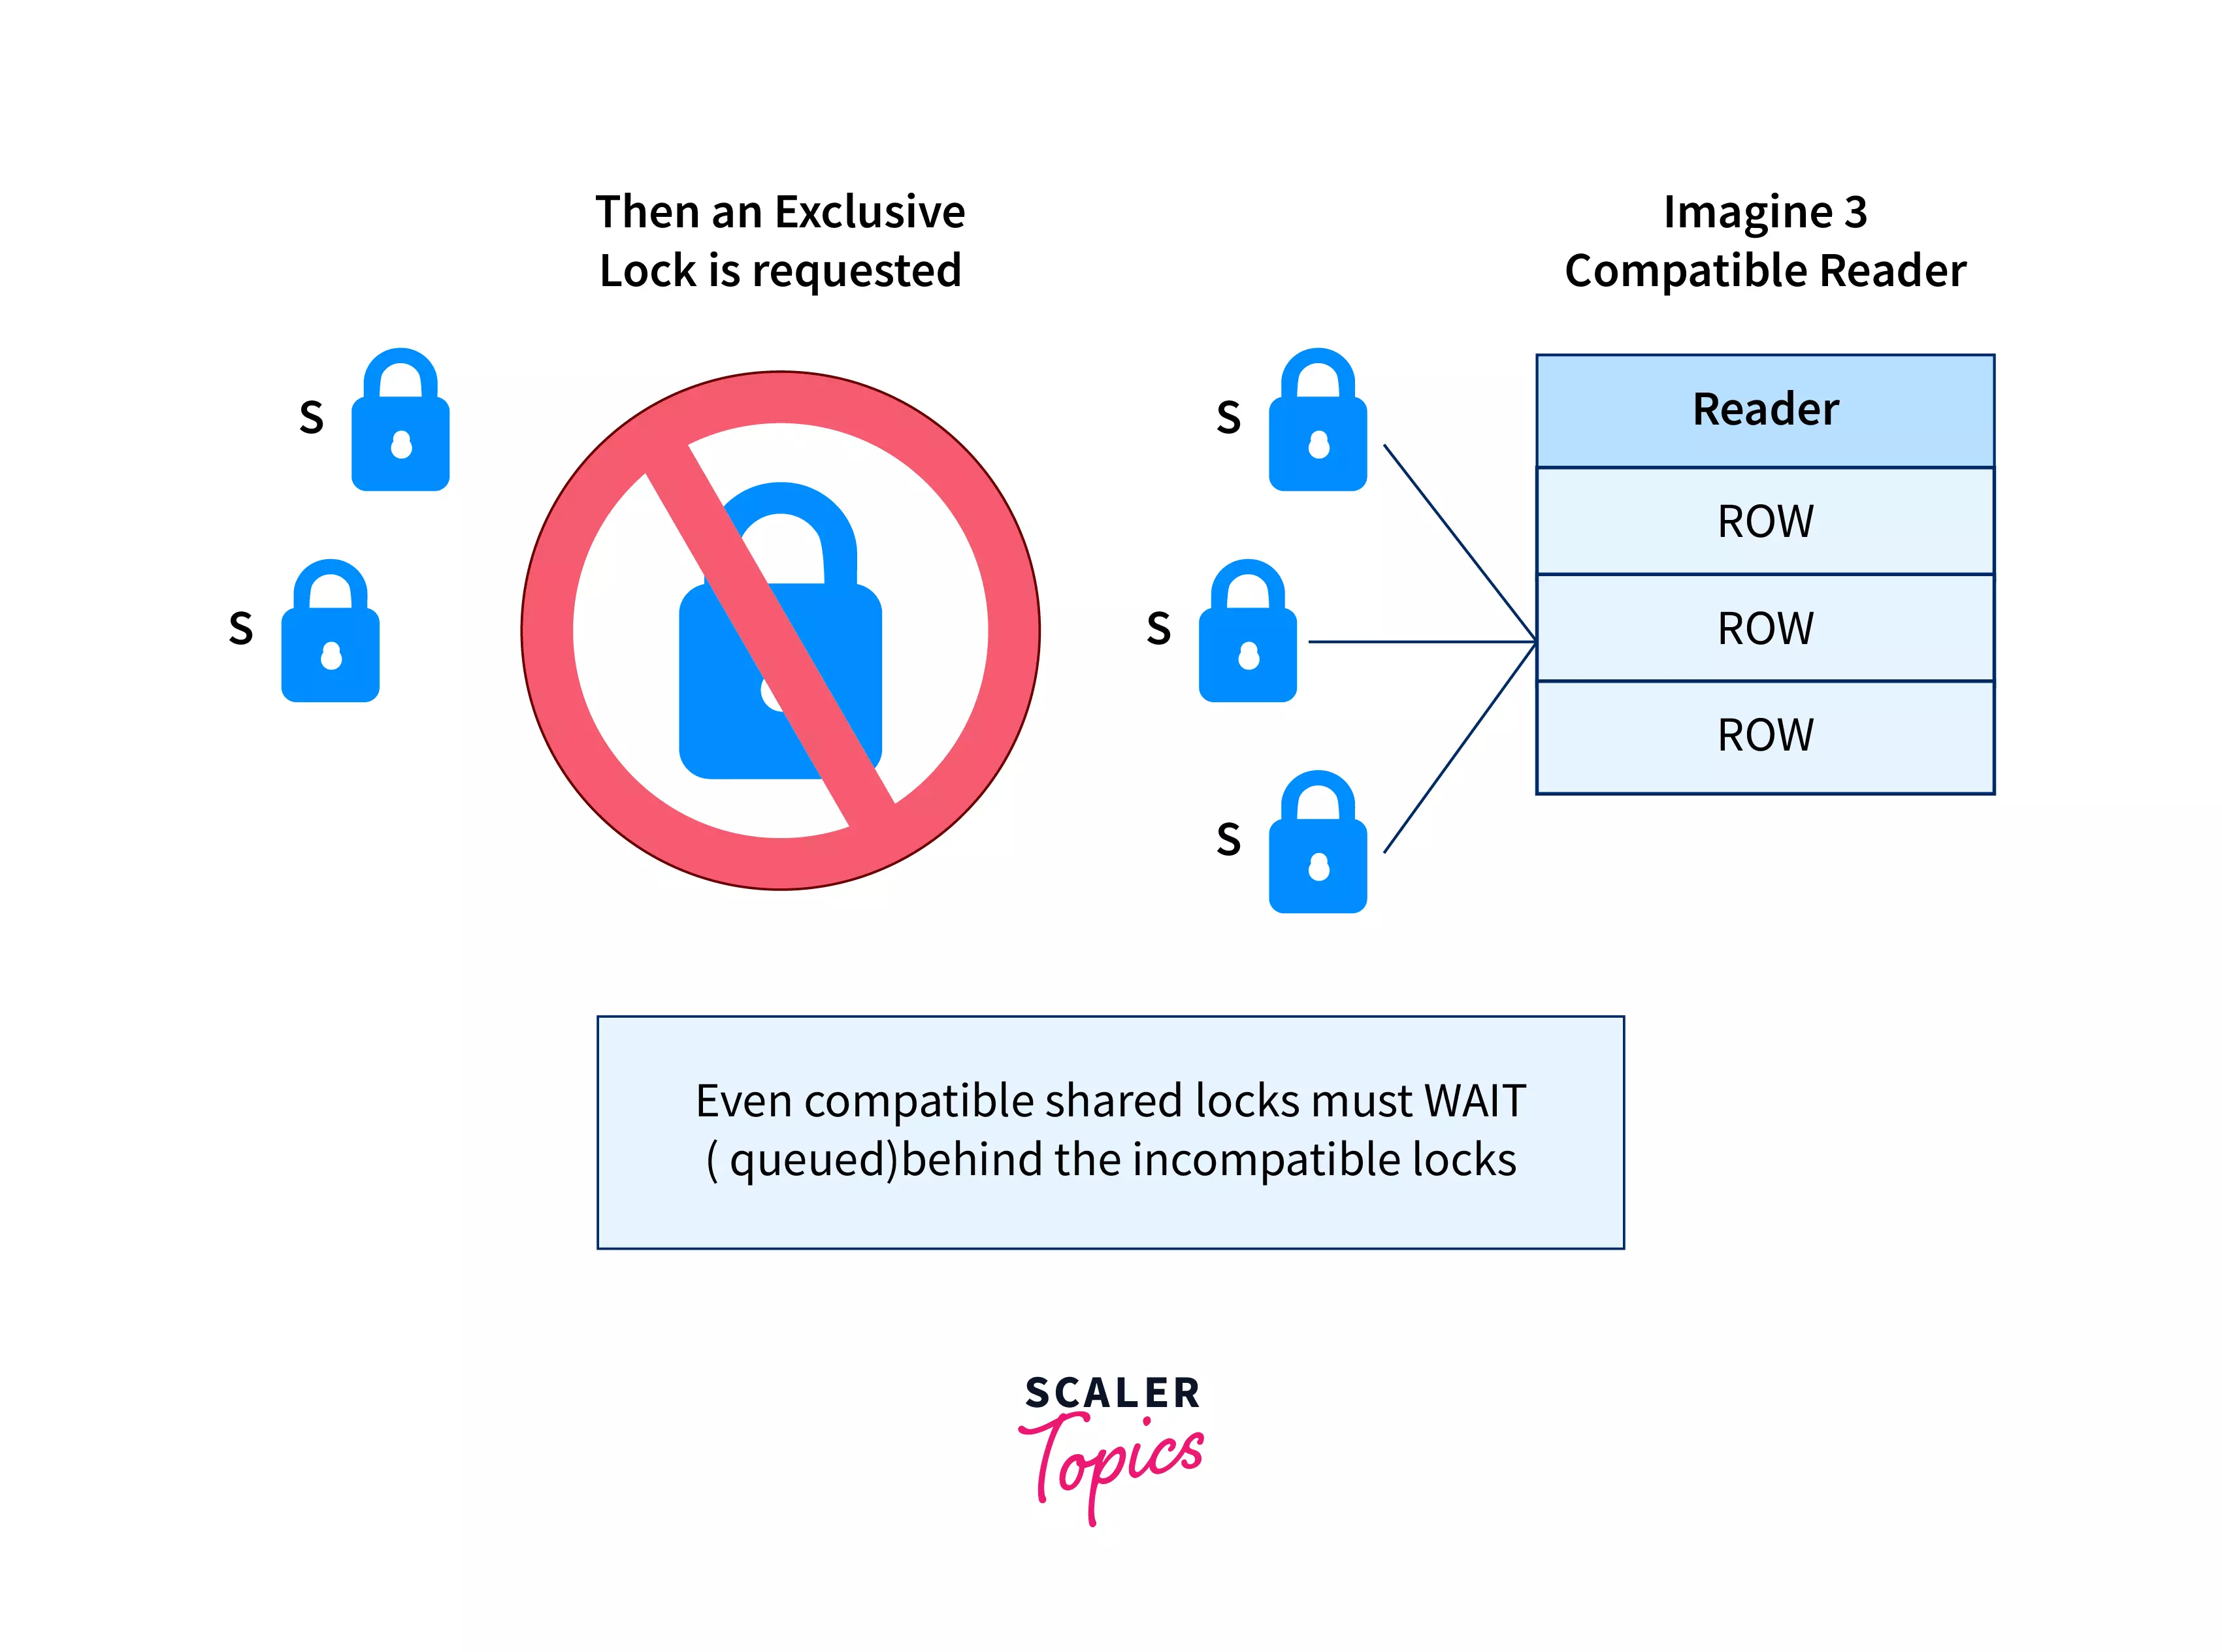 Then an Exclusive
Lock is requested
Imagine 3
Compatible Reader
S
S
S
S
S
Reader
ROW
ROW
ROW
Even compatible shared locks must WAIT
( queued)behind the incompatible locks
SCALER
Topics